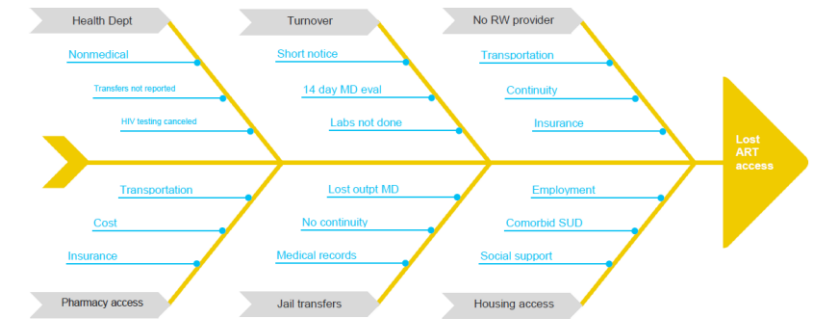 Health Dept
Turnover
No RW provider
Nonmedical
Short notice
Transportation
Transfers not reported
14 day MD eval
Continuity
HIV testing canceled
Labs not done
Insurance
Lost
ART
access
Transportation
Lost outpt MD
Employment
Cost
No continuity
Comorbid SUD
Insurance
Medical records
Social support
Pharmacy access
Jail transfers
Housing access